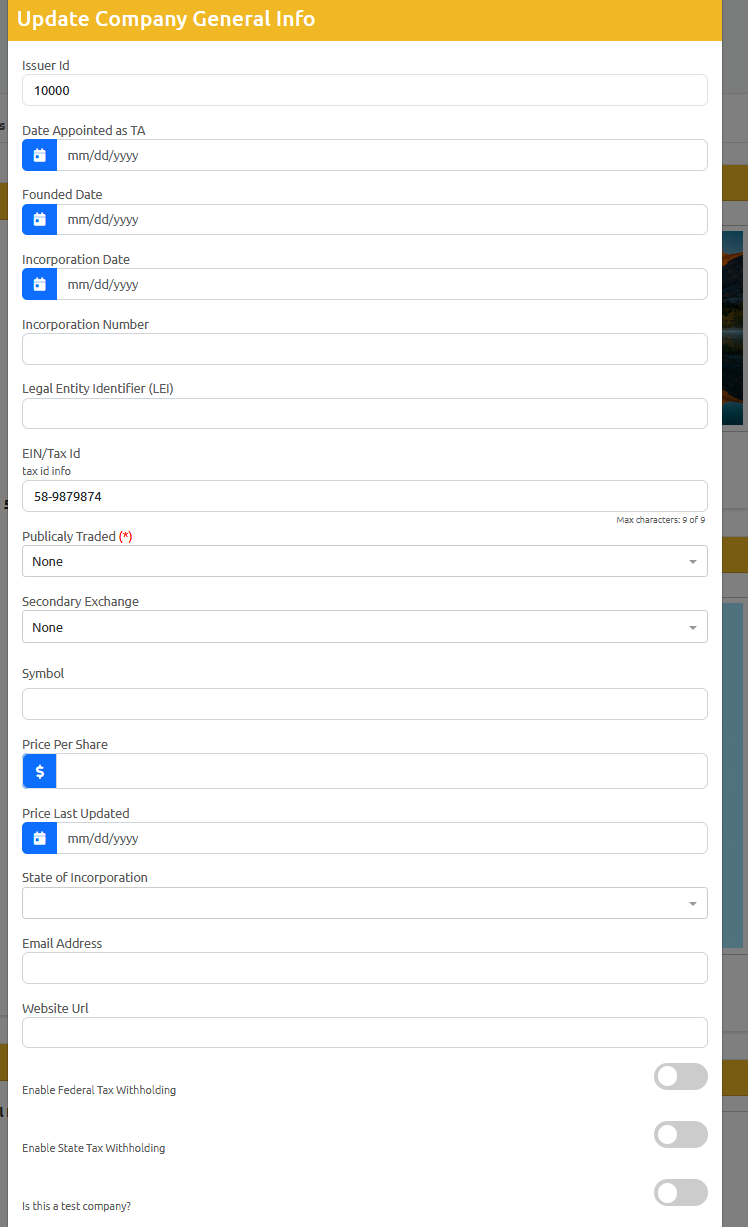 Update Company General Info
Issuer Id
10000
Date Appointed as TA
mm/dd/yyyy
Founded Date
mm/dd/yyyy
Incorporation Date
mm/dd/yyyy
Incorporation Number
Legal Entity Identifier (LEI)
EIN/Tax Id
tax id info
58-9879874
Max characters: 9 of 9
Publicaly Traded (*)
None
Secondary Exchange
None
Symbol
Price Per Share
$
Price Last Updated
mm/dd/yyyy
State of Incorporation
Email Address
Website Url
Enable Federal Tax Withholding
Enable State Tax Withholding
Is this a test company?